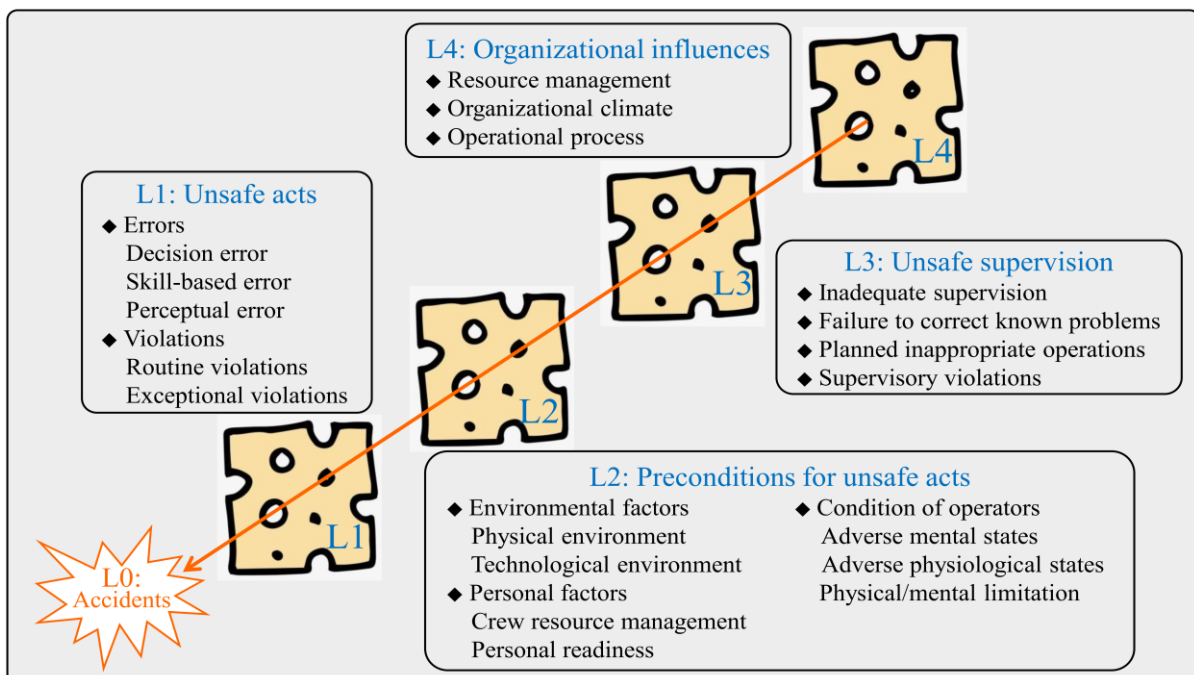 L4: Organizational influences
◆ Resource management
◆ Organizational climate
◆ Operational process
L4
L1: Unsafe acts
◆ Errors
Decision error
Skill-based error
Perceptual error
◆ Violations
Routine violations
Exceptional violations
L3
L3: Unsafe supervision
◆ Inadequate supervision
◆ Failure to correct known problems
◆ Planned inappropriate operations
◆ Supervisory violations
L2
L2: Preconditions for unsafe acts
◆ Environmental factors
Physical environment
Technological environment
◆ Personal factors
Crew resource management
Personal readiness
◆ Condition of operators
Adverse mental states
Adverse physiological states
Physical/mental limitation
L1
L0:
Accidents